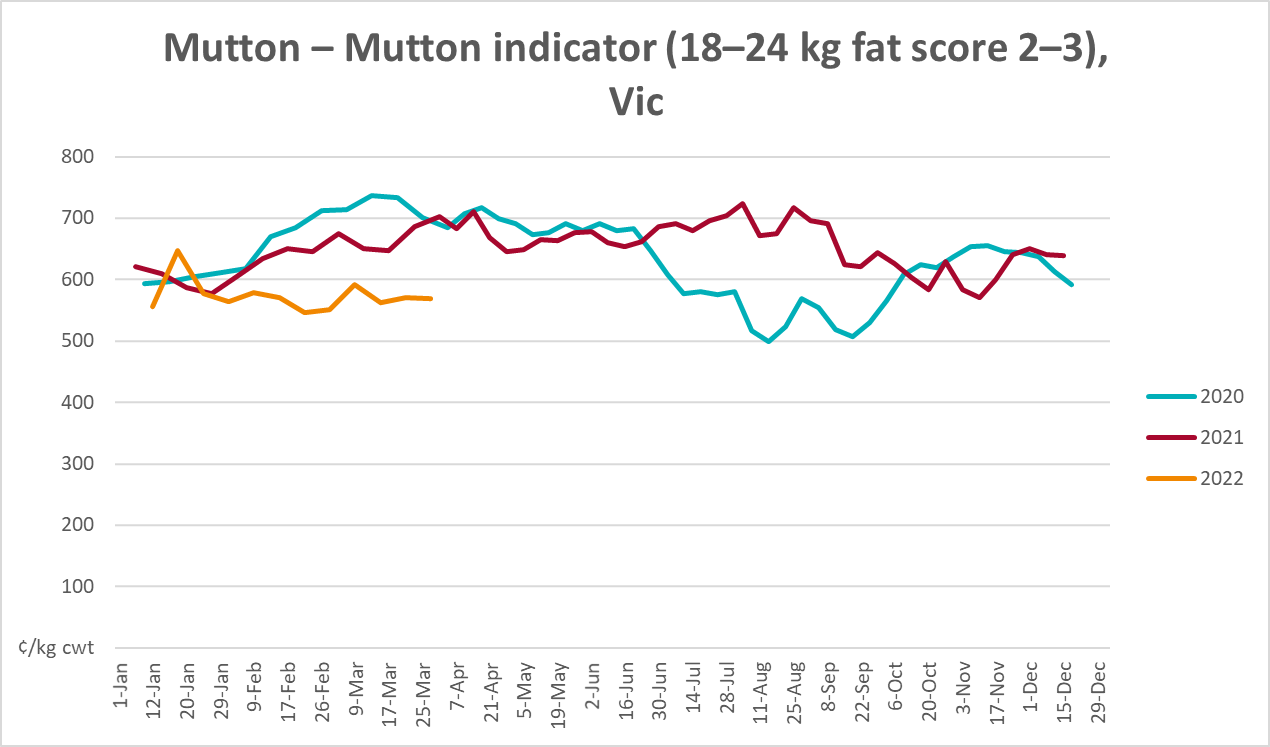 Mutton – Mutton indicator (18–24 kg fat score 2–3),
Vic
800
700
600
500
400
300
200
100
¢/kg cwt
1-Jan
12-Jan
20-Jan
29-Jan
9-Feb
17-Feb
26-Feb
9-Mar
17-Mar
25-Mar
7-Apr
21-Apr
5-May
19-May
2-Jun
16-Jun
30-Jun
14-Jul
28-Jul
11-Aug
25-Aug
8-Sep
22-Sep
6-Oct
20-Oct
3-Nov
17-Nov
1-Dec
15-Dec
29-Dec
2020
2021
2022